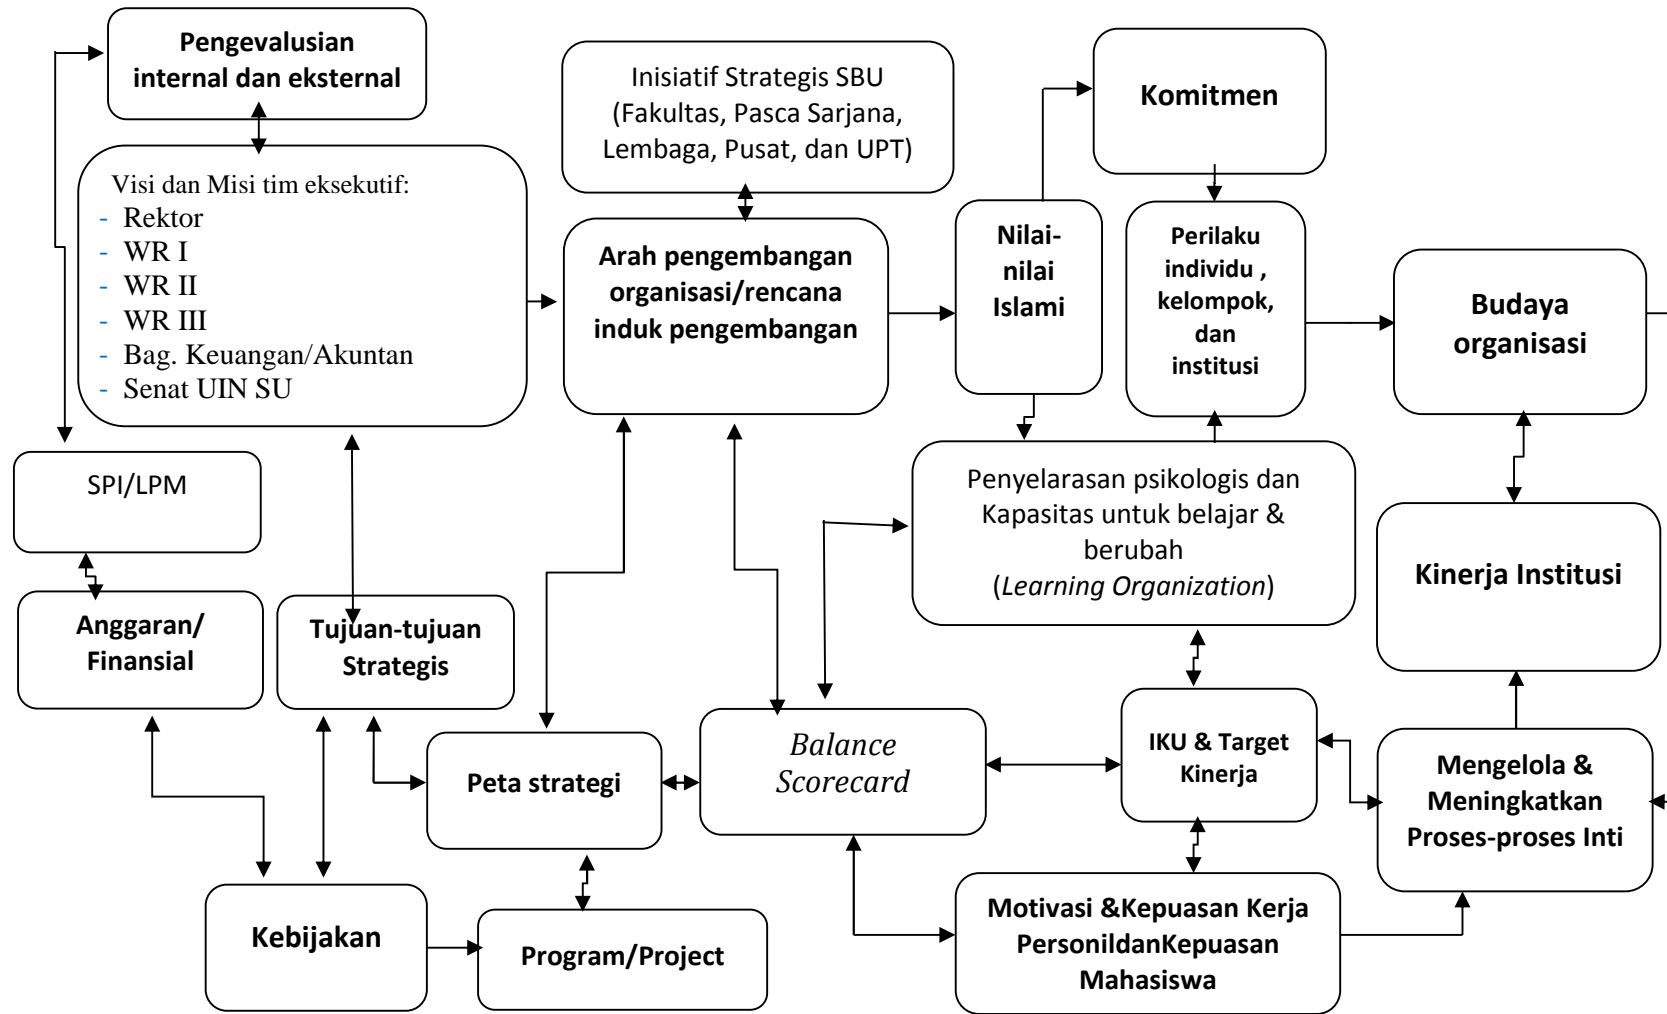 Pengevalusian
internal dan eksternal
Inisiatif Strategis SBU
(Fakultas, Pasca Sarjana,
Lembaga, Pusat, dan UPT)
Komitmen
Visi dan Misi tim eksekutif:
- Rektor
- WR I
- WR II
- WR III
- Bag. Keuangan/Akuntan
- Senat UIN SU
Arah pengembangan
organisasi/rencana
induk pengembangan
Nilai-
nilai
Islami
Perilaku
individu ,
kelompok,
dan
institusi
Budaya
organisasi
SPI/LPM
Penyelarasan psikologis dan
Kapasitas untuk belajar &
berubah
(Learning Organization)
Kinerja Institusi
Anggaran/
Finansial
Tujuan-tujuan
Strategis
Peta strategi
Balance
Scorecard
IKU & Target
Kinerja
Mengelola &
Meningkatkan
Proses-proses Inti
Kebijakan
Program/Project
Motivasi &Kepuasan Kerja
PersonildanKepuasan
Mahasiswa